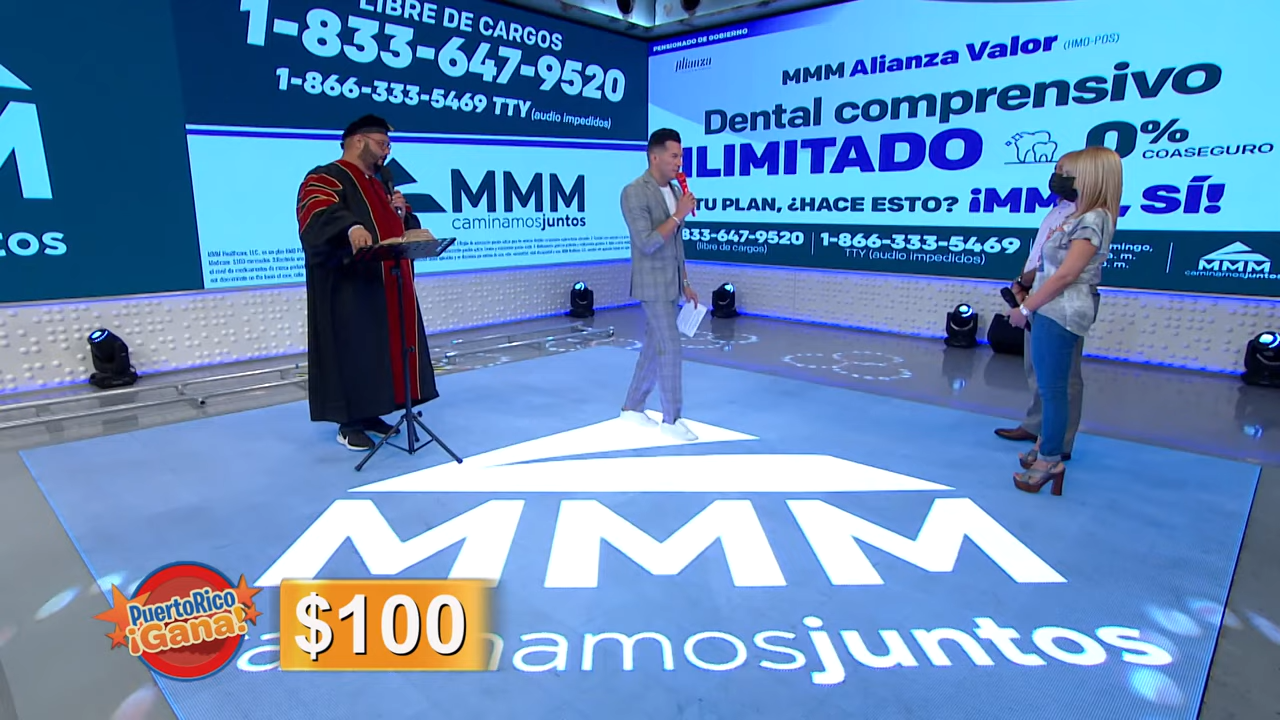 LIBRE DE CARGOS
1-833-647-9520
1-866-333-5469 TTY (audio impedidos)
MMM
caminamosjuntos
PENSIONADO DE GOBIERNO
alianza
MMM Alianza Valor (HMO-POS)
Dental comprensivo
ILIMITADO 0% COASEGURO
TU PLAN, ¿HACE ESTO? ¡MM, SÍ!
833-647-9520
(libre de cargos)
1-866-333-5469
TTY (audio impedidos)
MMM
caminamosjuntos
MMM
namosjuntos
PuertoRico
¡Gana!
$100